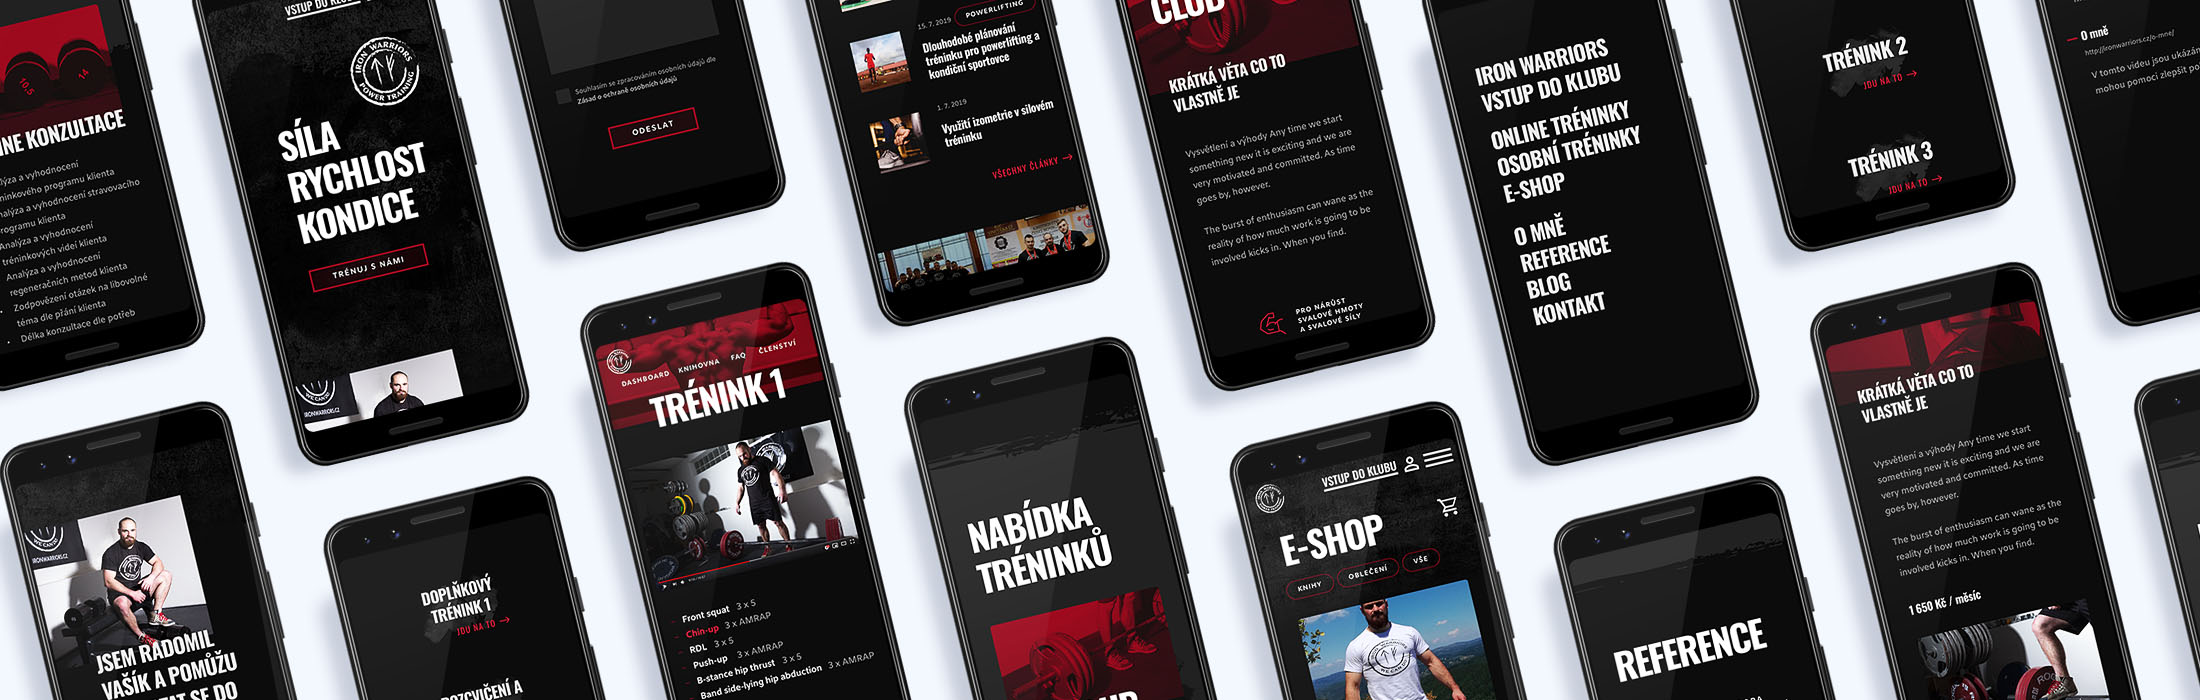 10.5
14
INE KONZULTACE
lýza a vyhodnocení
ninkového programu klienta
nalýza a vyhodnocení stravovacího
programu klienta
Analýza a vyhodnocení
tréninkových videí klienta
Analýza a vyhodnocení
regeneračních metod klienta
Zodpovězení otázek na libovolné
téma dle přání klienta
Délka konzultace dle potřeb
VSTUP DO KLUBU
IRON WARRIORS
POWER TRAINING
SÍLA
RYCHLOST
KONDICE
TRÉNUJ S NÁMI
WE CAN DO
IRONWARRIORS.CZ
Souhlasím se zpracováním osobních údajů dle
Zásad o ochraně osobních údajů
ODESLAT
15. 7. 2019
POWERLIFTING
Dlouhodobé plánování
tréninku pro powerlifting a
kondiční sportovce
1. 7. 2019
Využití izometrie v silovém
tréninku
VŠECHNY ČLÁNKY →
CLUB
KRÁTKÁ VĚTA CO TO
VLASTNĚ JE
Vysvětlení a výhody Any time we start
something new it is exciting and we are
very motivated and committed. As time
goes by, however.
The burst of enthusiasm can wane as the
reality of how much work is going to be
involved kicks in. When you find.
PRO NÁRŮST
SVALOVÉ HMOTY
A SVALOVÉ SÍLY
IRON WARRIORS
VSTUP DO KLUBU
ONLINE TRÉNINKY
OSOBNÍ TRÉNINKY
E-SHOP
O MNĚ
REFERENCE
BLOG
KONTAKT
TRÉNINK 2
JDU NA TO →
TRÉNINK 3
JDU NA TO →
O mně
http://ironwarriors.cz/o-mne/
V tomto videu jsou ukázán
mohou pomoci zlepšit po
IRONWARRIORS.CZ
JSEM RADOMIL
VAŠÍK A POMŮŽU
TAT SE DO
DOPLŇKOVÝ
TRÉNINK 1
JDU NA TO →
ROZCVIČENÍ A
DASHBOARD KNIHOVNA FAQ ČLENSTVÍ
TRÉNINK 1
Front squat 3 x 5
Chin-up 3 x AMRAP
RDL 3 x 5
Push-up 3 x AMRAP
B-stance hip thrust 3 x 5
Band side-lying hip abduction 3 x AMRAP
NABÍDKA
TRÉNINKŮ
VSTUP DO KLUBU
E-SHOP
KNIHY
OBLEČENÍ
VŠE
REFERENCE
KRÁTKÁ VĚTA CO TO
VLASTNĚ JE
Vysvětlení a výhody Any time we start
something new it is exciting and we are
very motivated and committed. As time
goes by, however.
The burst of enthusiasm can wane as the
reality of how much work is going to be
involved kicks in. When you find.
1 650 Kč / měsíc